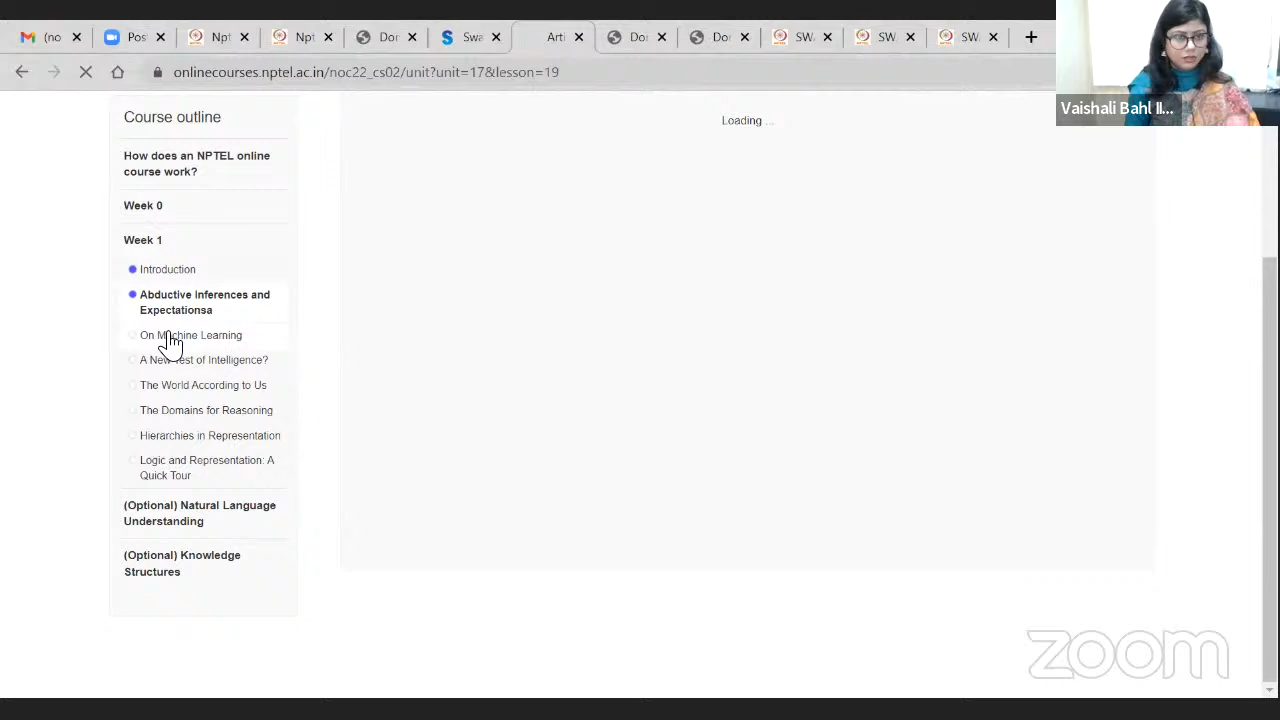 (no
Pos
Npt
Npt
Dor
Swa
Arti
Dor
Dor
SW
SW
SW
onlinecourses.nptel.ac.in/noc22_cs02/unit?unit=17&lesson=19
Vaishali Bahl II...
Course outline
Loading ...
How does an NPTEL online
course work?
Week 0
Week 1
Introduction
Abductive Inferences and
Expectationsa
On Machine Learning
A New Test of Intelligence?
The World According to Us
The Domains for Reasoning
Hierarchies in Representation
Logic and Representation: A
Quick Tour
(Optional) Natural Language
Understanding
(Optional) Knowledge
Structures
zoom